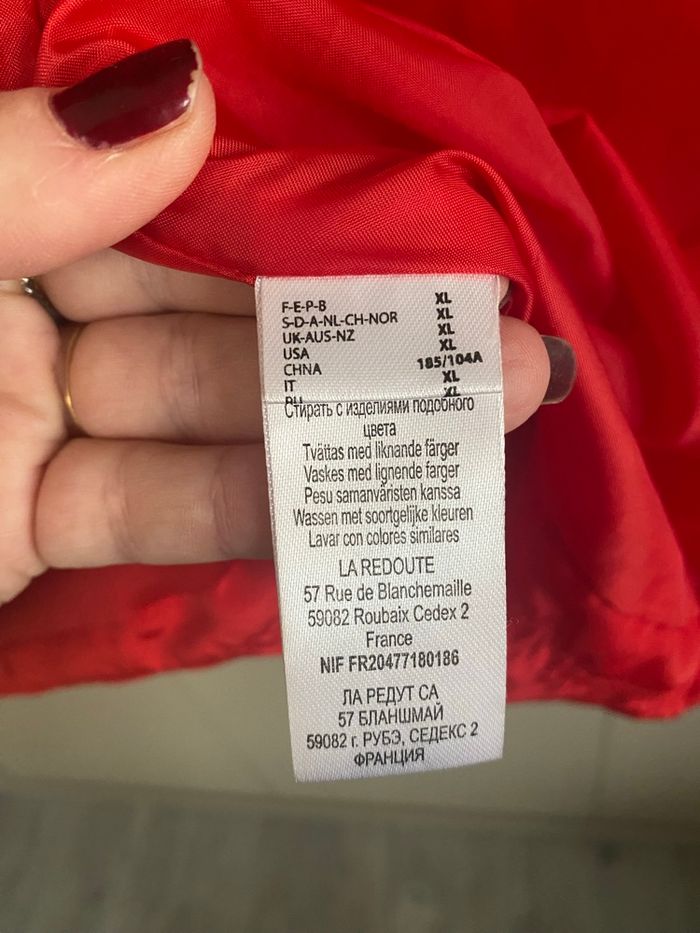 F-E-P-B XL
S-D-A-NL-CH-NOR XL
UK-AUS-NZ XL
USA XL
CHNA 185/104A
IT XL
RU XL
Стирать с изделиями подобного
цвета
Tvättas med liknande färger
Vaskes med lignende farger
Pesu samanväristen kanssa
Wassen met soortgelijke kleuren
Lavar con colores similares
LA REDOUTE
57 Rue de Blanchemaille
59082 Roubaix Cedex 2
France
NIF FR20477180186
ЛА РЕДУТ СА
57 БЛАНШМАЙ
59082 г. РУБЭ, СЕДЕКС 2
ФРАНЦИЯ